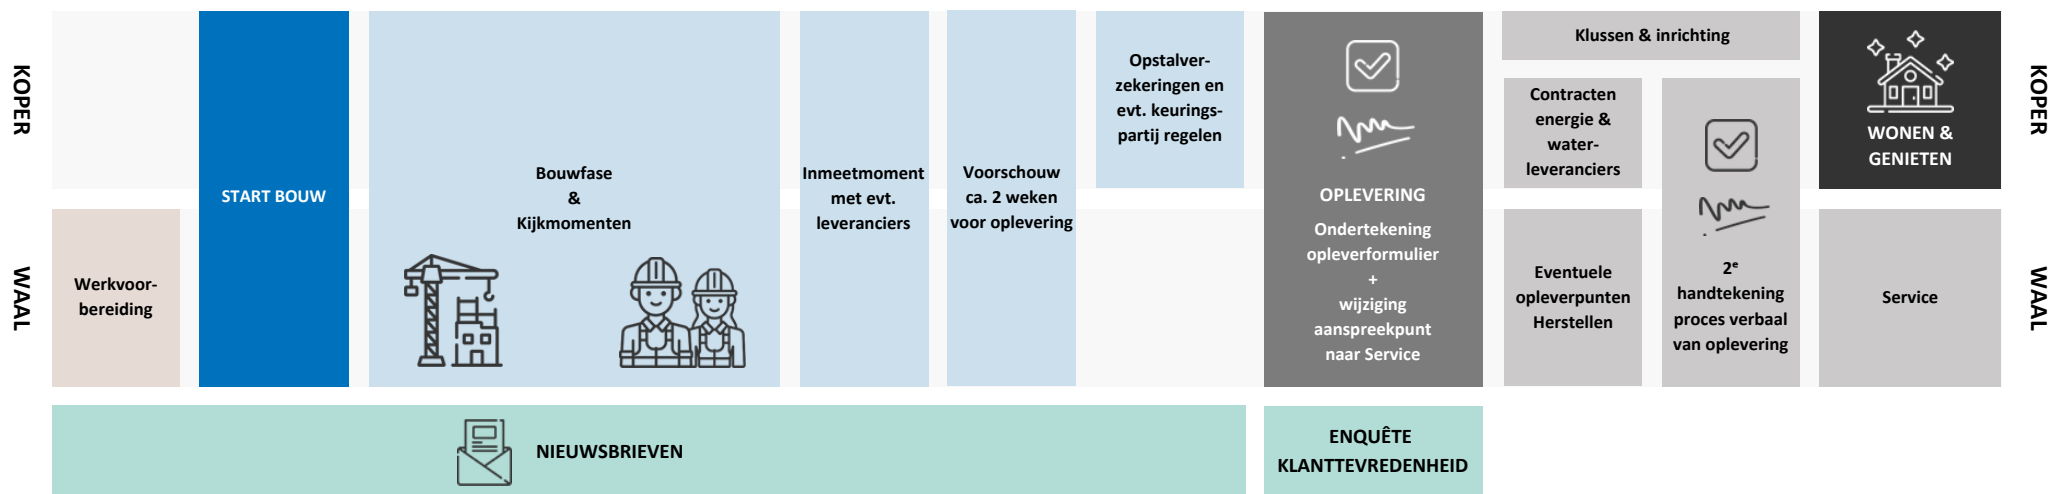 KOPER
WAAL
Werkvoor-
bereiding
START BOUW
Bouwfase
&
Kijkmomenten
Inmeetmoment
met evt.
leveranciers
Voorschouw
ca. 2 weken
voor oplevering
Opstalver-
zekeringen en
evt. keurings-
partij regelen
OPLEVERING
Ondertekening
opleverformulier
+
wijziging
aanspreekpunt
naar Service
Klussen & inrichting
Contracten
energie &
water-
leveranciers
Eventuele
opleverpunten
Herstellen
2e
handtekening
proces verbaal
van oplevering
WONEN &
GENIETEN
Service
KOPER
WAAL
NIEUWSBRIEVEN
ENQUÊTE
KLANTTEVREDENHEID